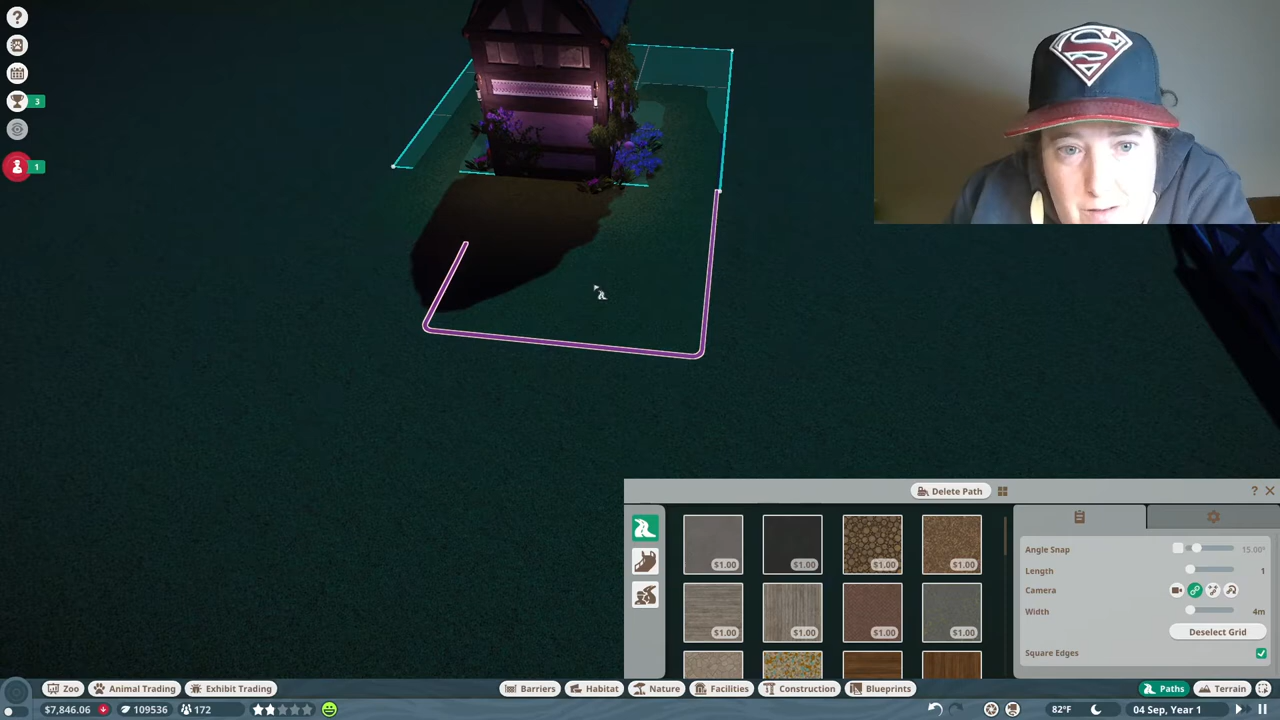 3
1
Delete Path
?
$1.00 $1.00 $1.00 $1.00
$1.00 $1.00 $1.00 $1.00
Angle Snap 15.00°
Length 1
Camera
Width 4m
Deselect Grid
Square Edges
Zoo Animal Trading Exhibit Trading Barriers Habitat Nature Facilities Construction Blueprints Paths Terrain
$7,846.06 109536 172 82°F 04 Sep, Year 1